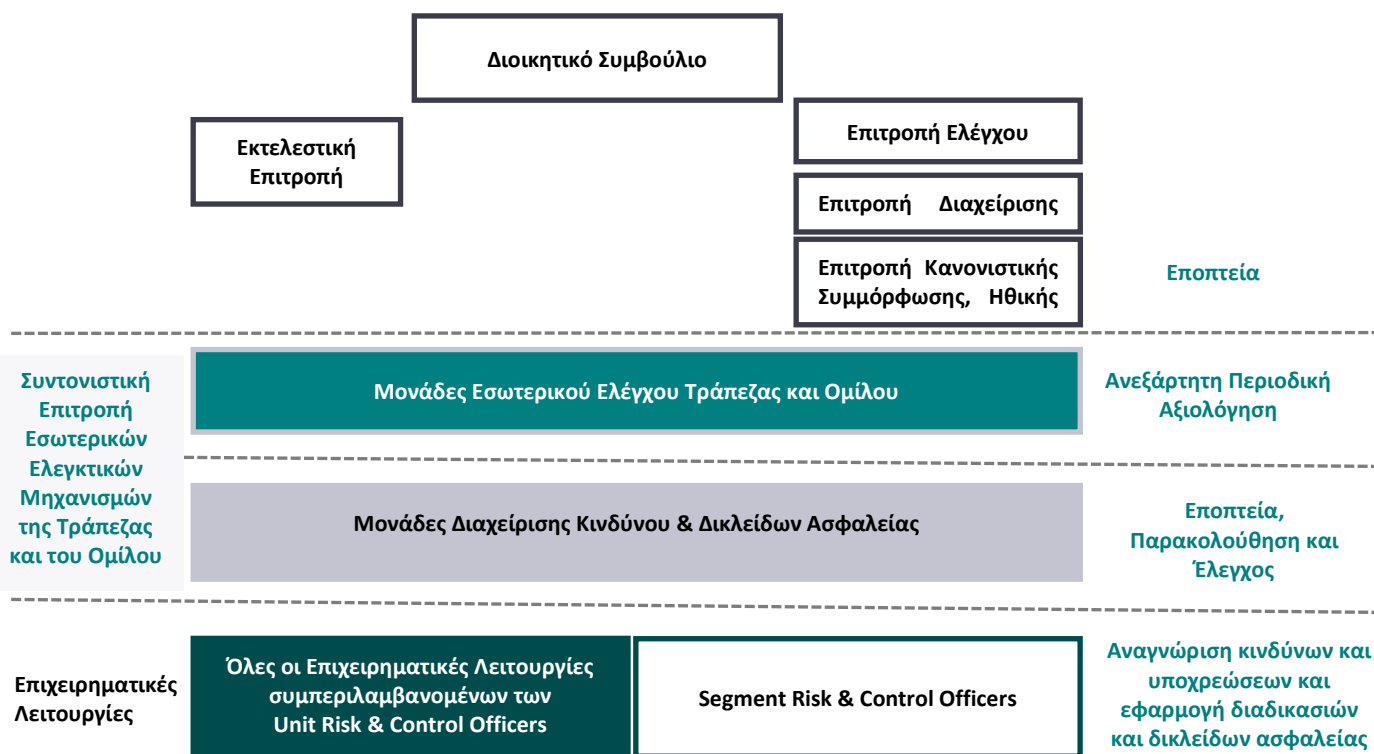 Διοικητικό Συμβούλιο
Εκτελεστική
Επιτροπή
Επιτροπή Ελέγχου
Επιτροπή Διαχείρισης
Επιτροπή Κανονιστικής
Συμμόρφωσης, Ηθικής
Εποπτεία
Συντονιστική
Επιτροπή
Εσωτερικών
Ελεγκτικών
Μηχανισμών
της Τράπεζας
και του Ομίλου
Μονάδες Εσωτερικού Ελέγχου Τράπεζας και Ομίλου
Ανεξάρτητη Περιοδική
Αξιολόγηση
Μονάδες Διαχείρισης Κινδύνου & Δικλείδων Ασφαλείας
Εποπτεία,
Παρακολούθηση και
Έλεγχος
Επιχειρηματικές
Λειτουργίες
Όλες οι Επιχειρηματικές Λειτουργίες
συμπεριλαμβανομένων των
Unit Risk & Control Officers
Segment Risk & Control Officers
Αναγνώριση κινδύνων και
υποχρεώσεων και
εφαρμογή διαδικασιών
και δικλείδων ασφαλείας